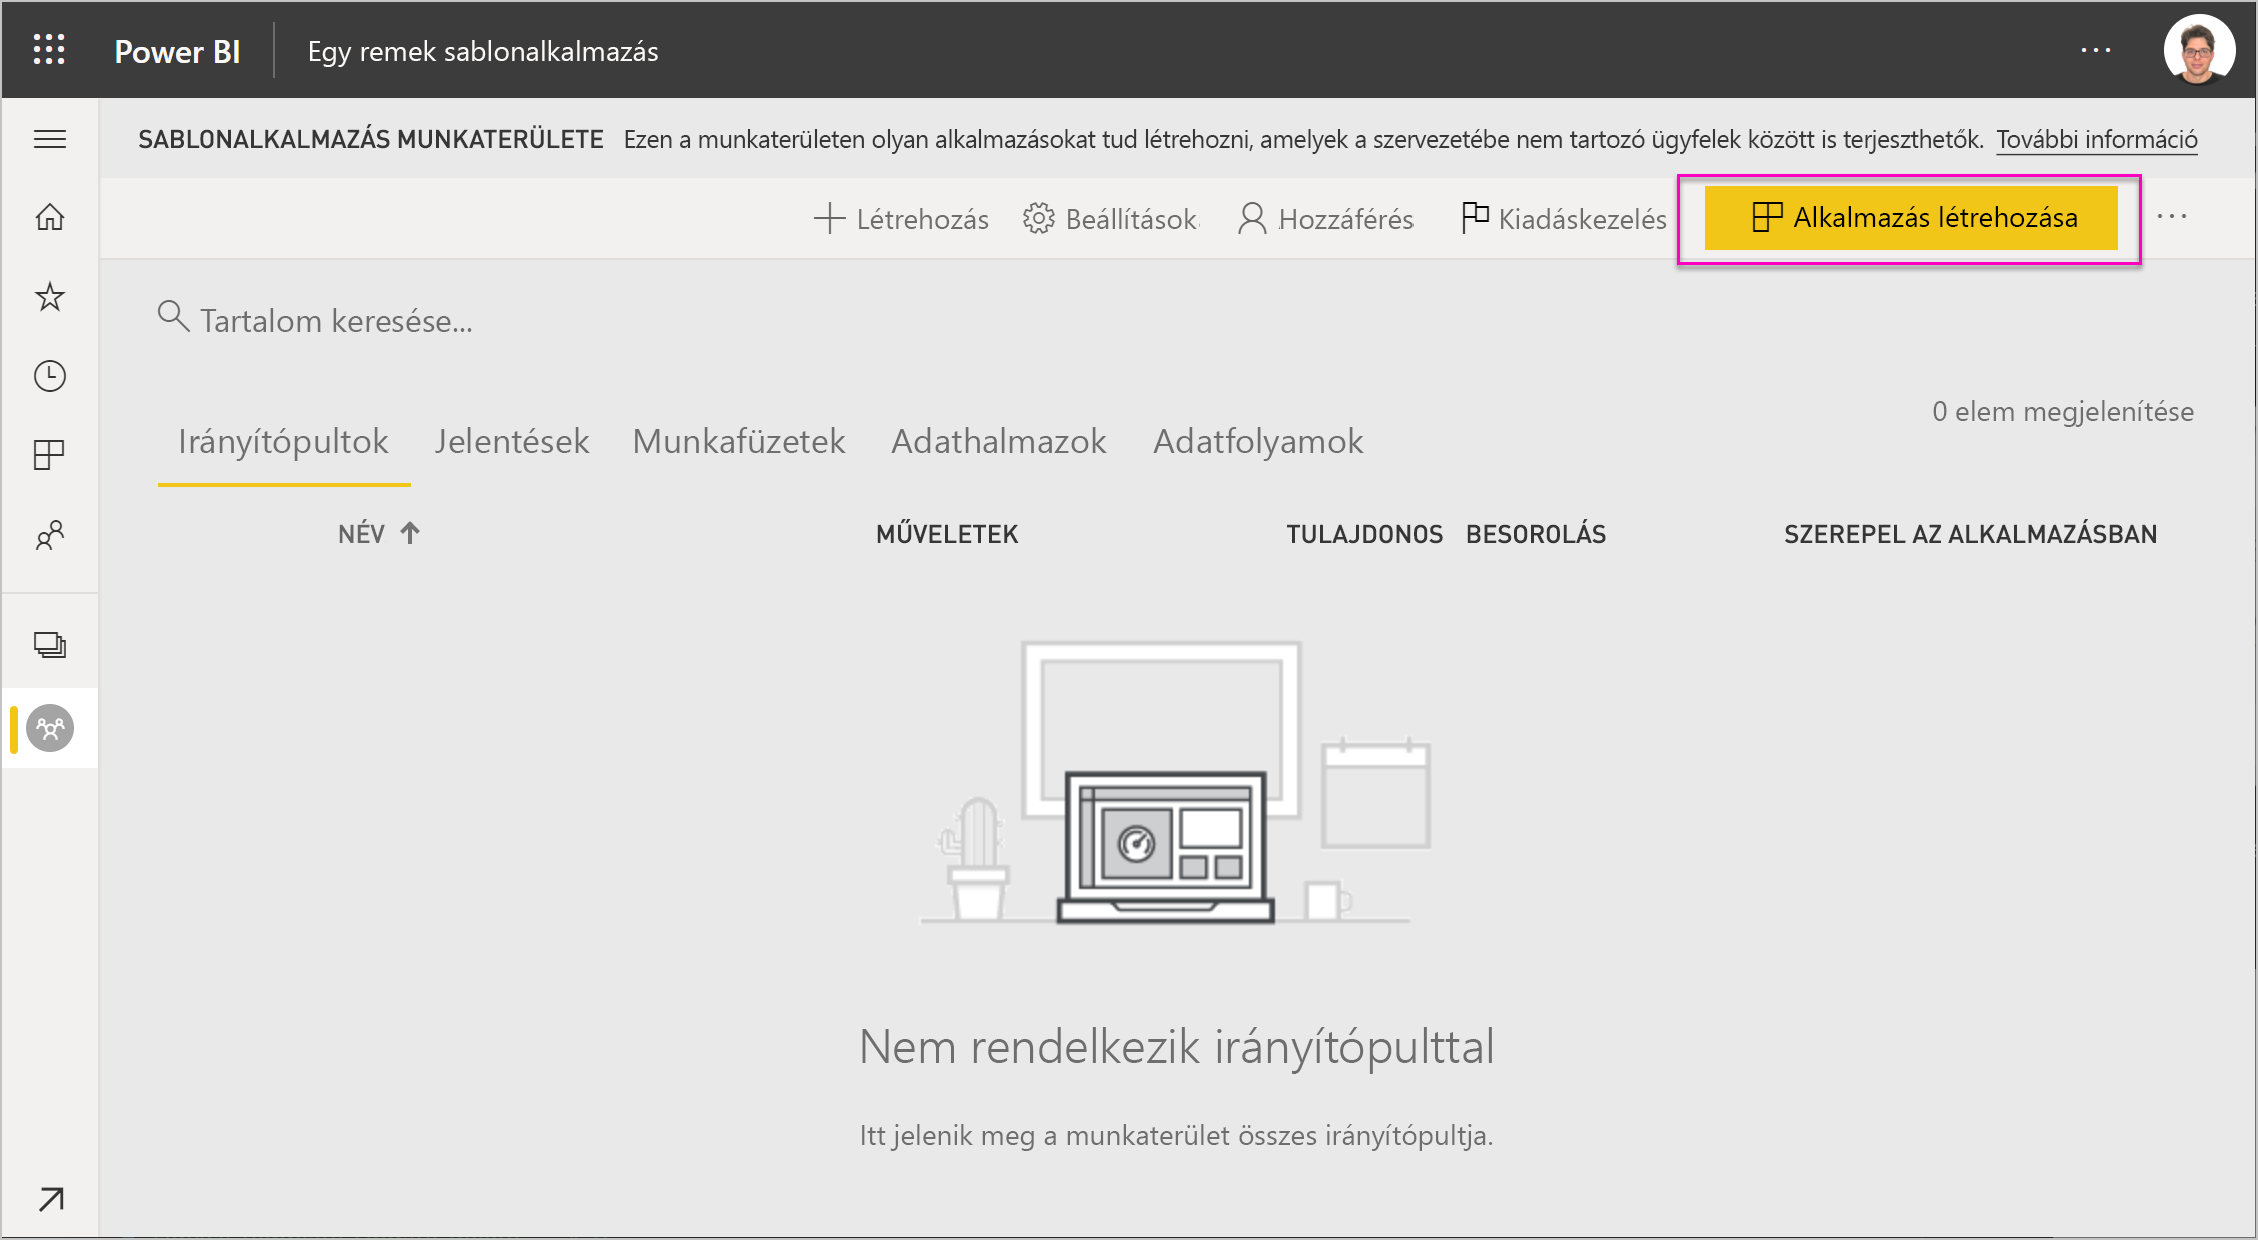 Power BI
Egy remek sablonalkalmazás
SABLONALKALMAZÁS MUNKATERÜLETE Ezen a munkaterületen olyan alkalmazásokat tud létrehozni, amelyek a szervezetébe nem tartozó ügyfelek között is terjeszthetők. További információ
Létrehozás Beállítások Hozzáférés Kiadáskezelés Alkalmazás létrehozása
Tartalom keresése...
0 elem megjelenítése
Irányítópultok Jelentések Munkafüzetek Adathalmazok Adatfolyamok
NÉV MŰVELETEK TULAJDONOS BESOROLÁS SZEREPEL AZ ALKALMAZÁSBAN
Nem rendelkezik irányítópulttal
Itt jelenik meg a munkaterület összes irányítópultja.